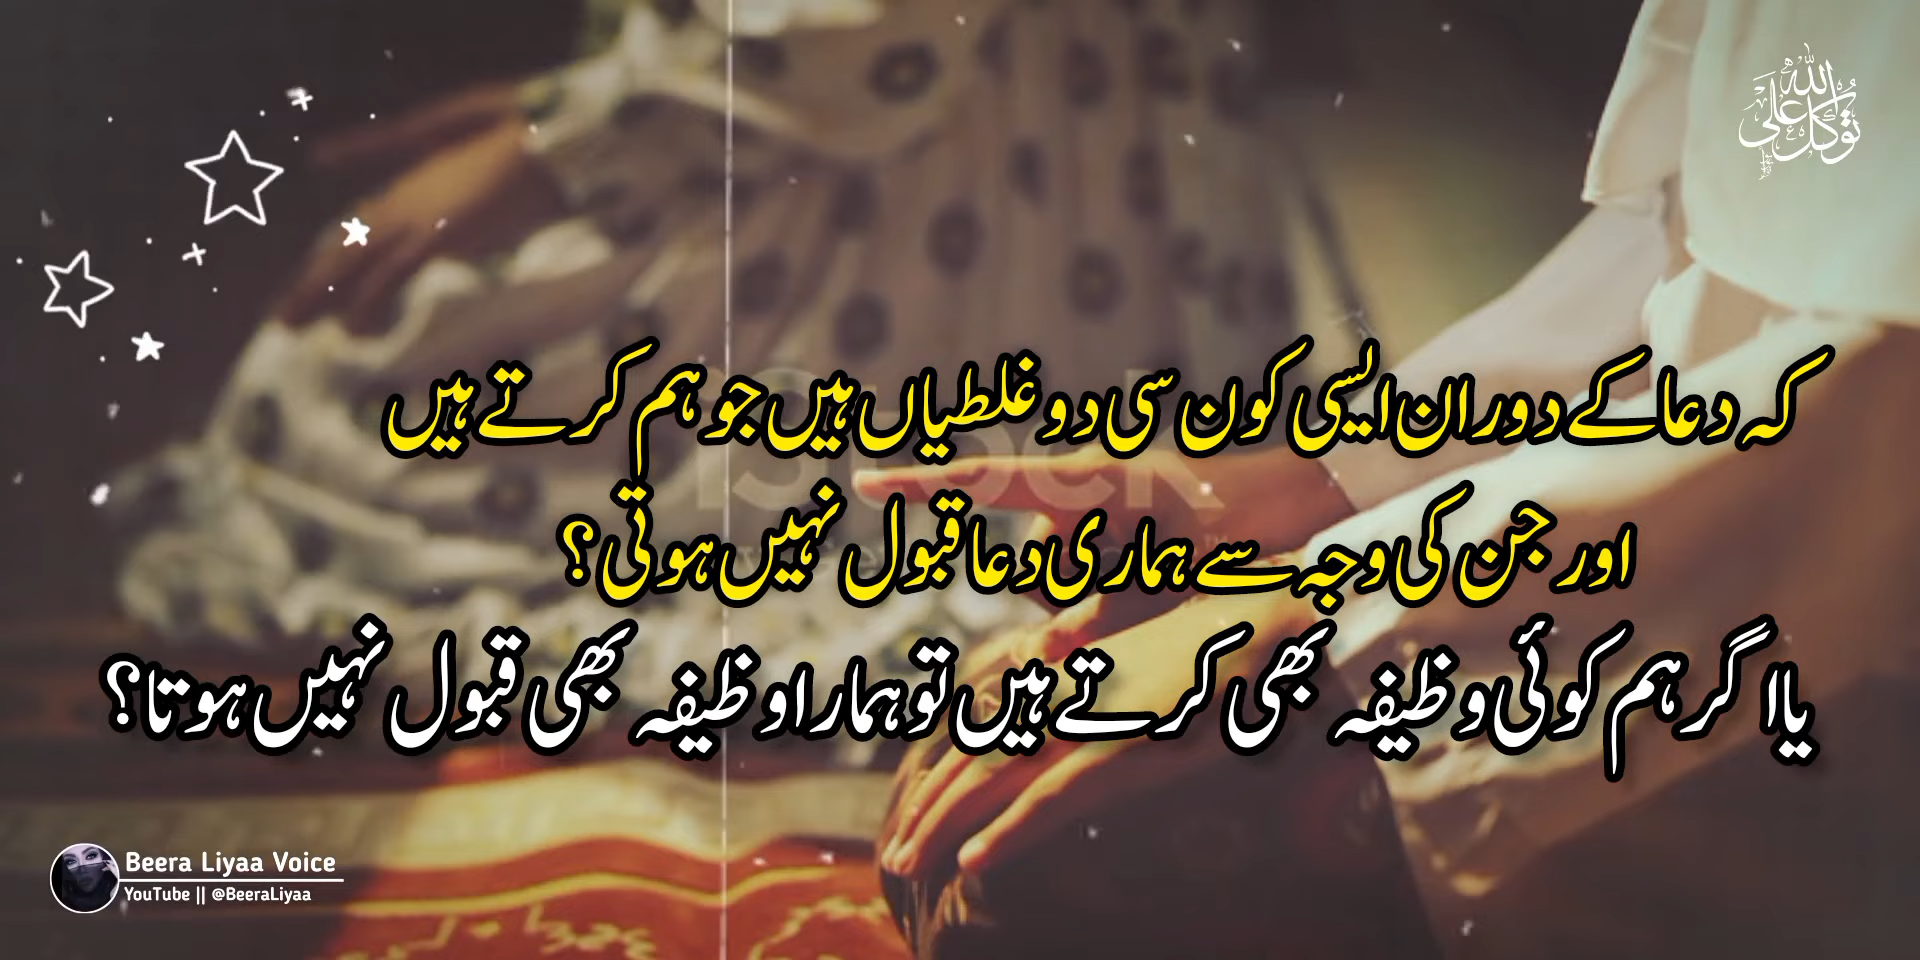 توکل علی اللہ
کہ دعا کے دوران ایسی کون سی دو غلطیاں ہیں جو ہم کرتے ہیں
اور جن کی وجہ سے ہماری دعا قبول نہیں ہوتی؟
یا اگر ہم کوئی وظیفہ بھی کرتے ہیں تو ہمارا وظیفہ بھی قبول نہیں ہوتا؟
iStock
Beera Liyaa Voice
YouTube || @BeeraLiyaa